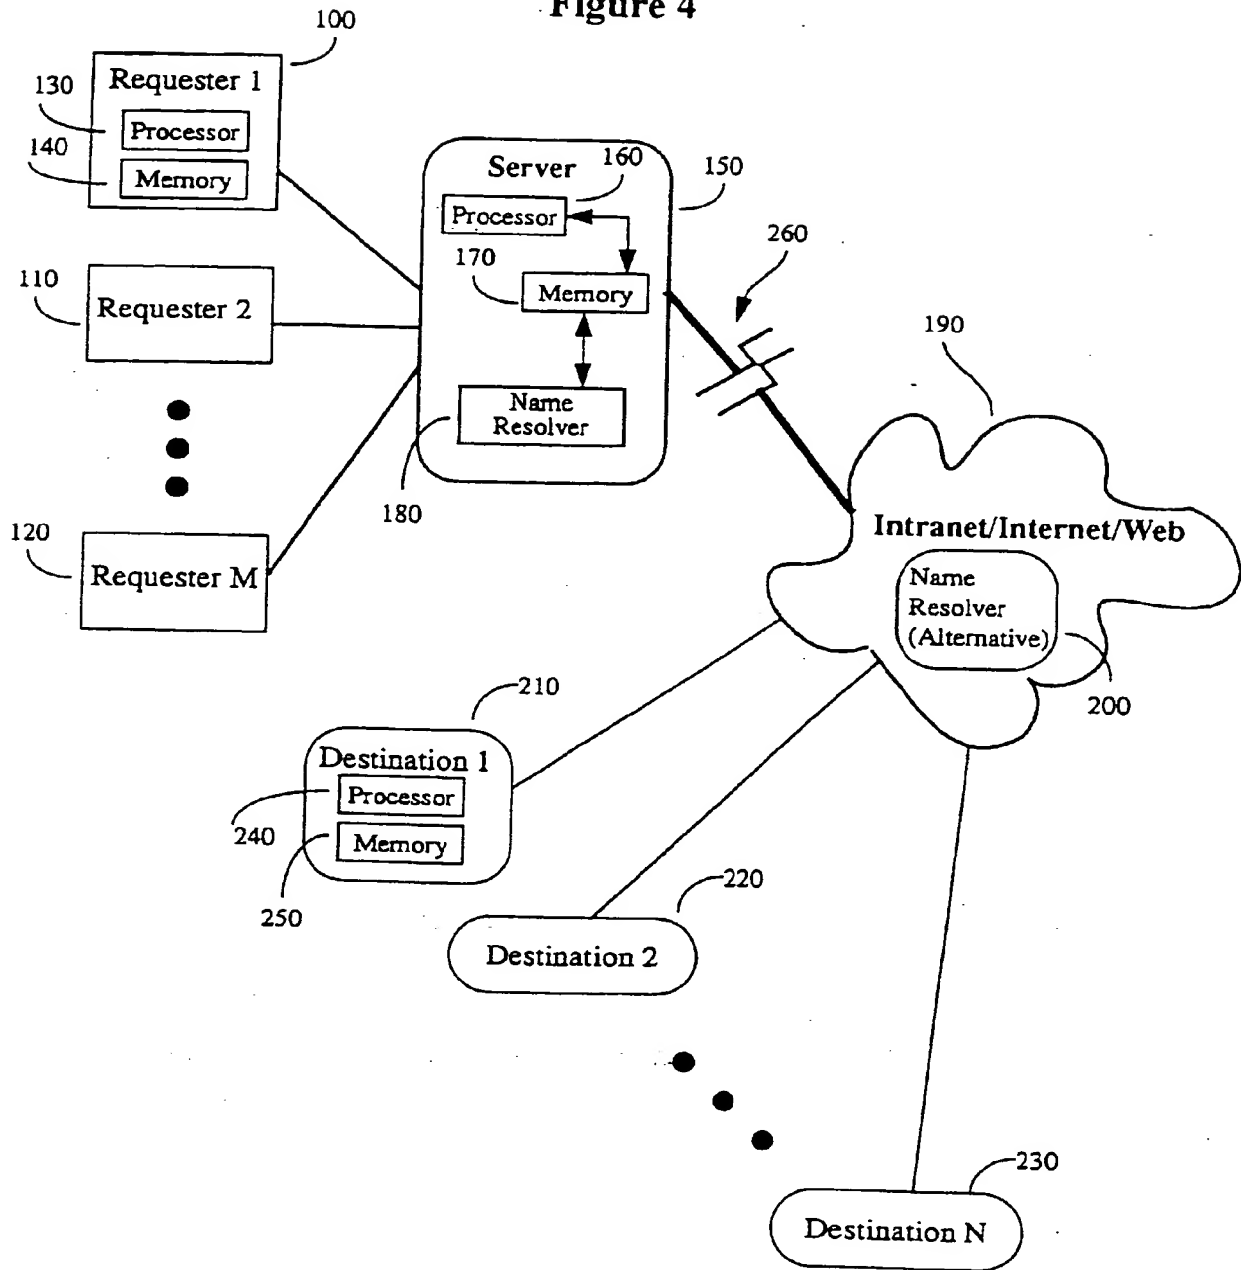 Figure 4
100
Requester 1
130
Processor
140
Memory
Server
160
150
Processor
260
170
Memory
110
Requester 2
190
Name
Resolver
180
Intranet/Internet/Web
120
Requester M
Name
Resolver
(Alternative)
200
210
Destination 1
Processor
240
Memory
250
220
Destination 2
230
Destination N